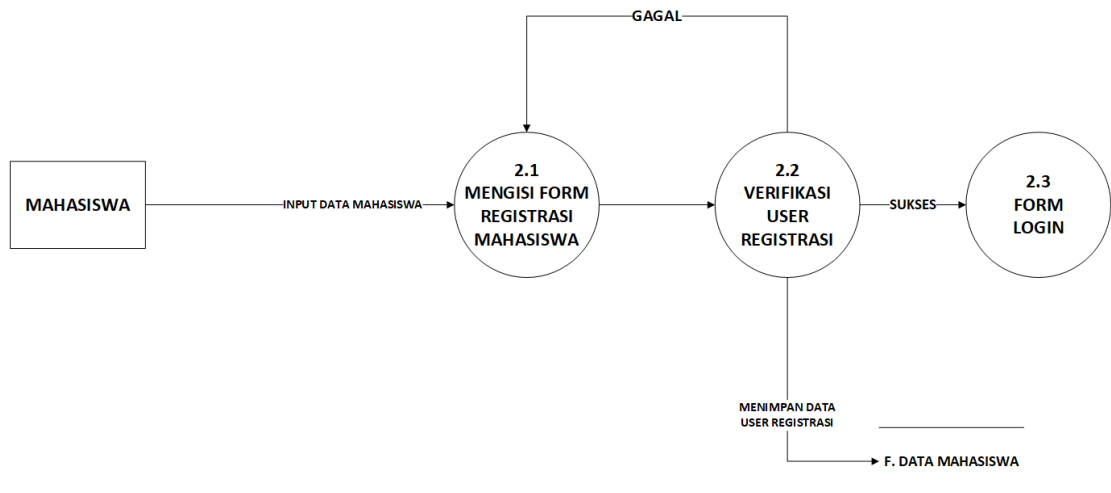 GAGAL
MAHASISWA
INPUT DATA MAHASISWA
2.1
MENGISI FORM
REGISTRASI
MAHASISWA
2.2
VERIFIKASI
USER
REGISTRASI
SUKSES
2.3
FORM
LOGIN
MENIMPAN DATA
USER REGISTRASI
F. DATA MAHASISWA